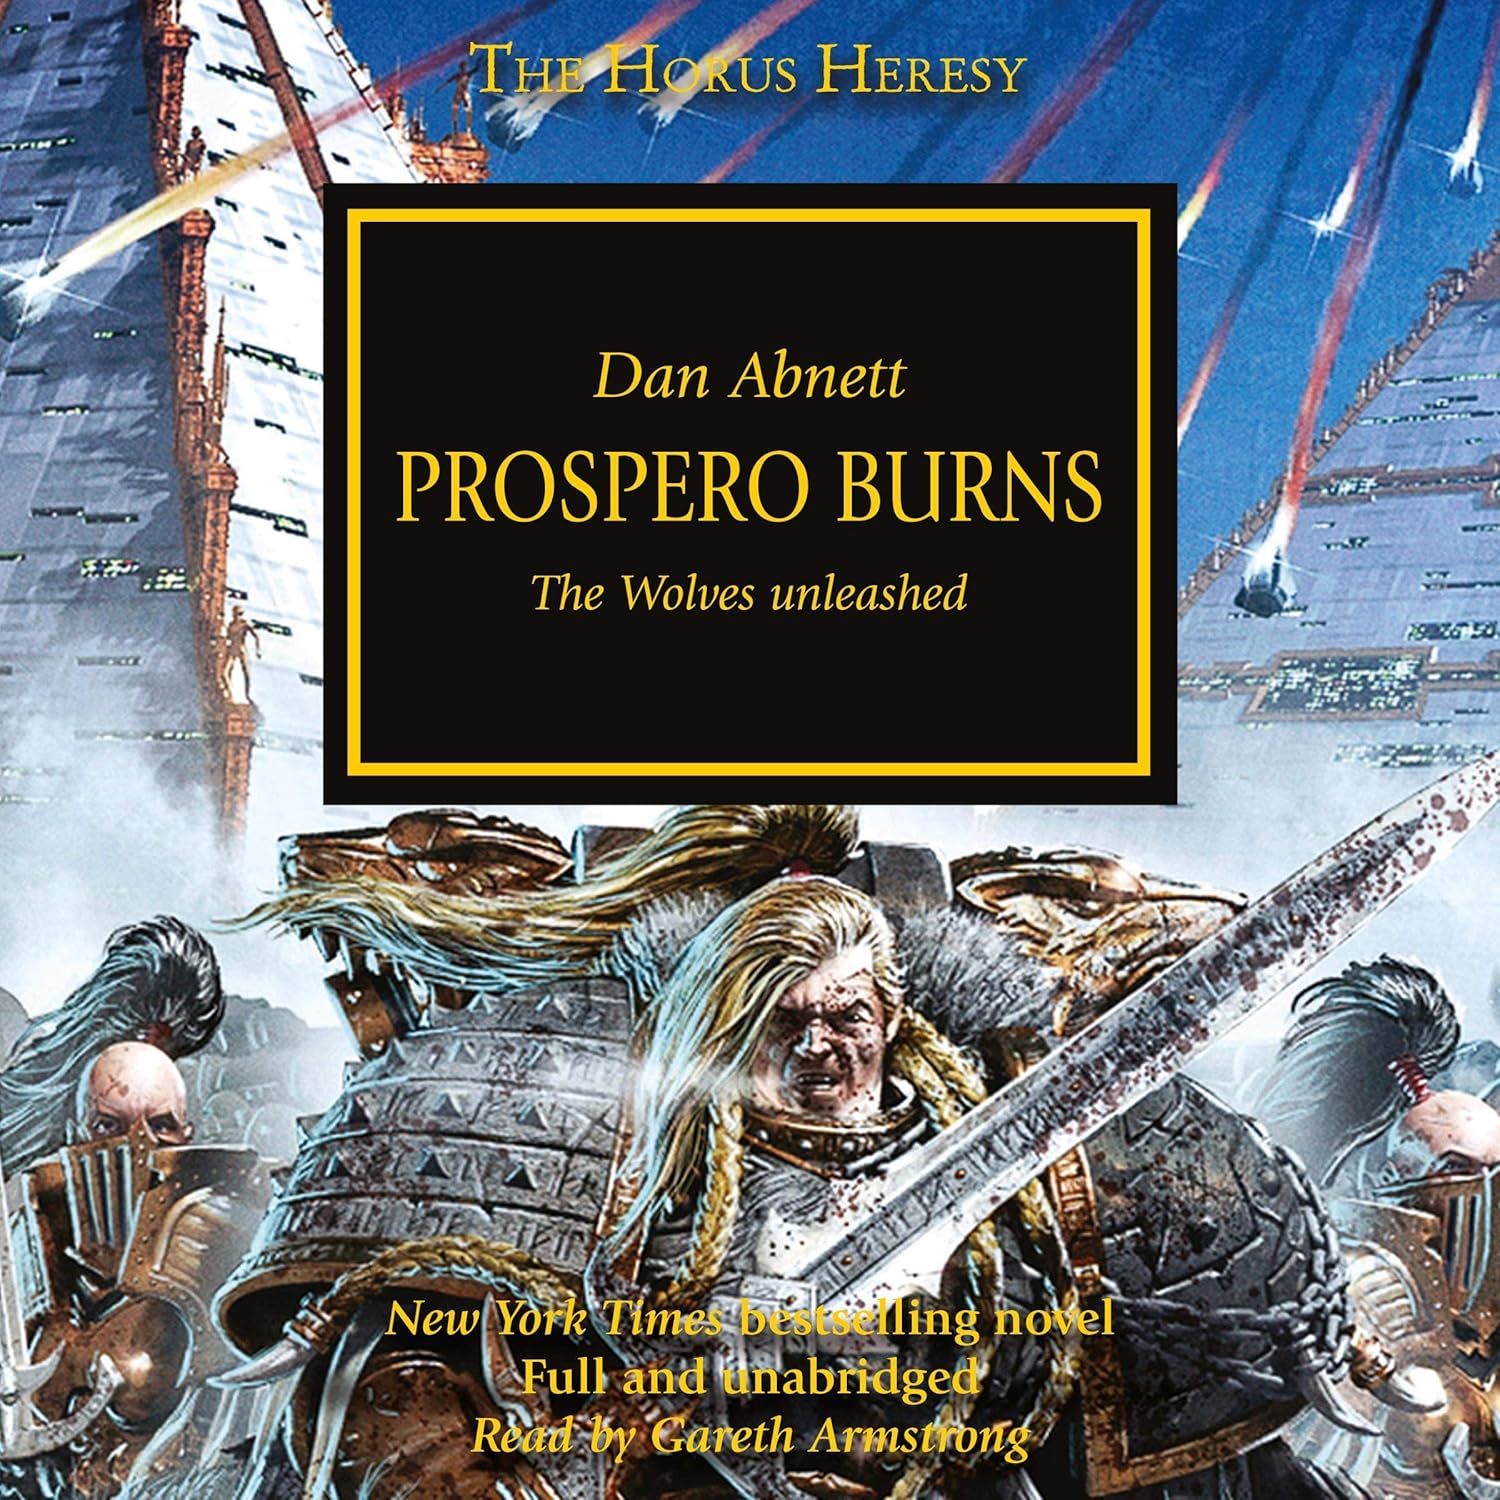 The Horus Heresy
Dan Abnett
PROSPERO BURNS
The Wolves unleashed
New York Times bestselling novel
Full and unabridged
Read by Gareth Armstrong